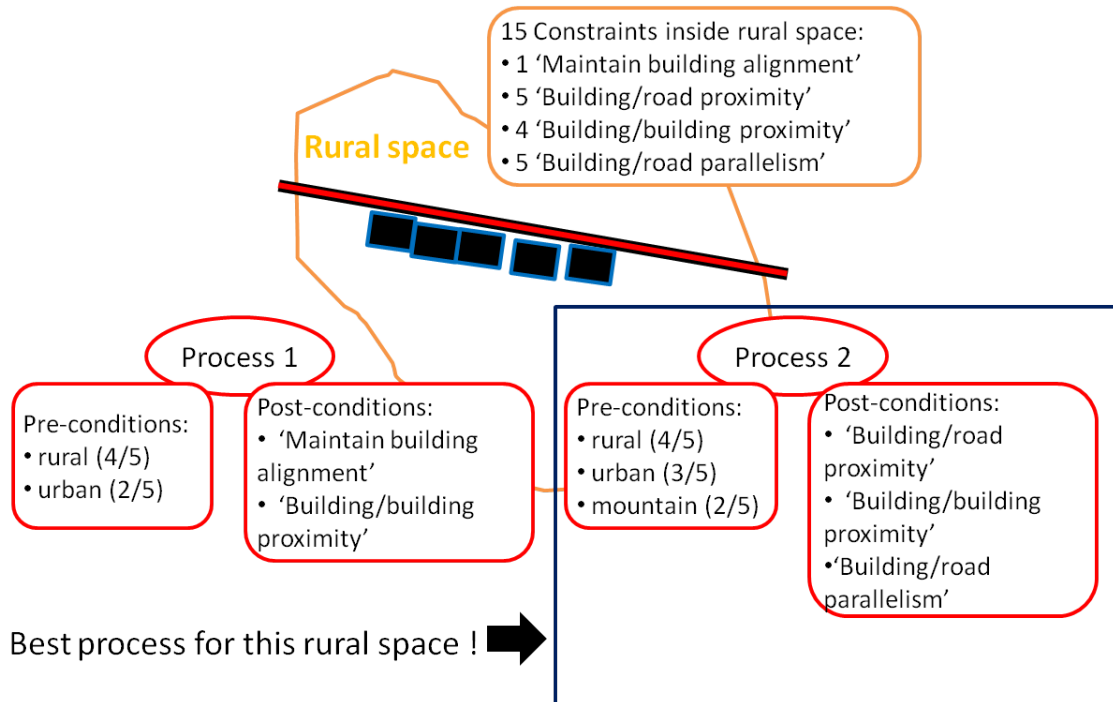 15 Constraints inside rural space:
• 1 ‘Maintain building alignment’
• 5 ‘Building/road proximity’
• 4 ‘Building/building proximity’
• 5 ‘Building/road parallelism’
Rural space
Process 1
Pre-conditions:
• rural (4/5)
• urban (2/5)
Post-conditions:
• ‘Maintain building
alignment’
• ‘Building/building
proximity’
Process 2
Pre-conditions:
• rural (4/5)
• urban (3/5)
• mountain (2/5)
Post-conditions:
• ‘Building/road
proximity’
• ‘Building/building
proximity’
•‘Building/road
parallelism’
Best process for this rural space !